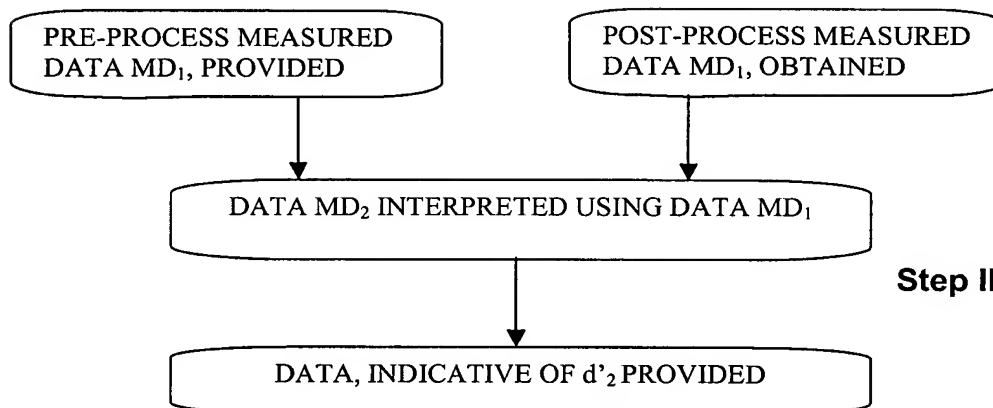 PRE-PROCESS MEASURED
DATA MD₁, PROVIDED
POST-PROCESS MEASURED
DATA MD₁, OBTAINED
DATA MD₂ INTERPRETED USING DATA MD₁
Step II
DATA, INDICATIVE OF d'₂ PROVIDED